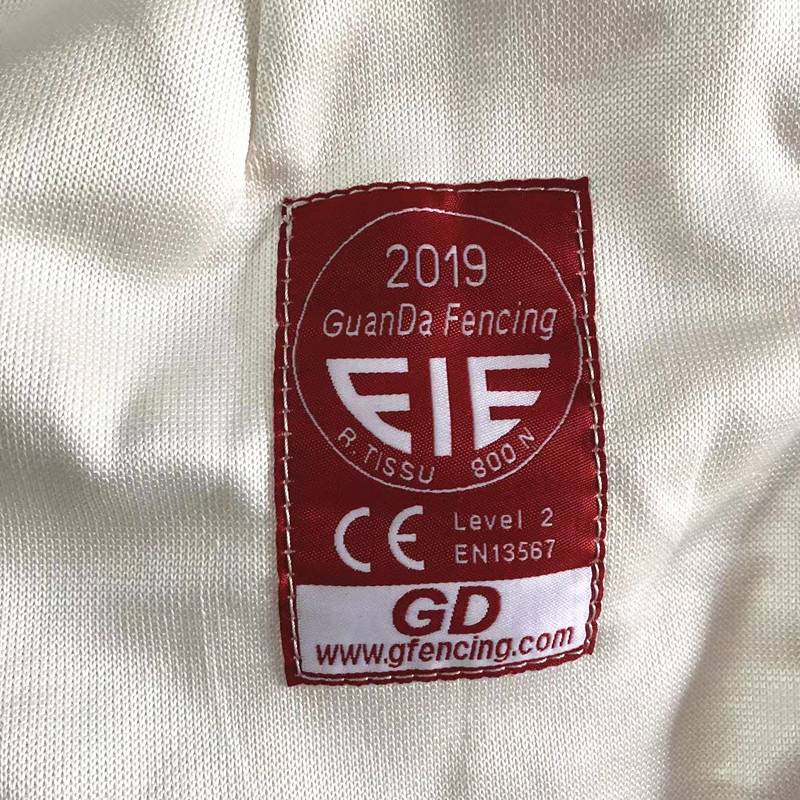 2019
GuanDa Fencing
FIE
R. TISSU 800 N
CE Level 2
EN13567
GD
www.gfencing.com